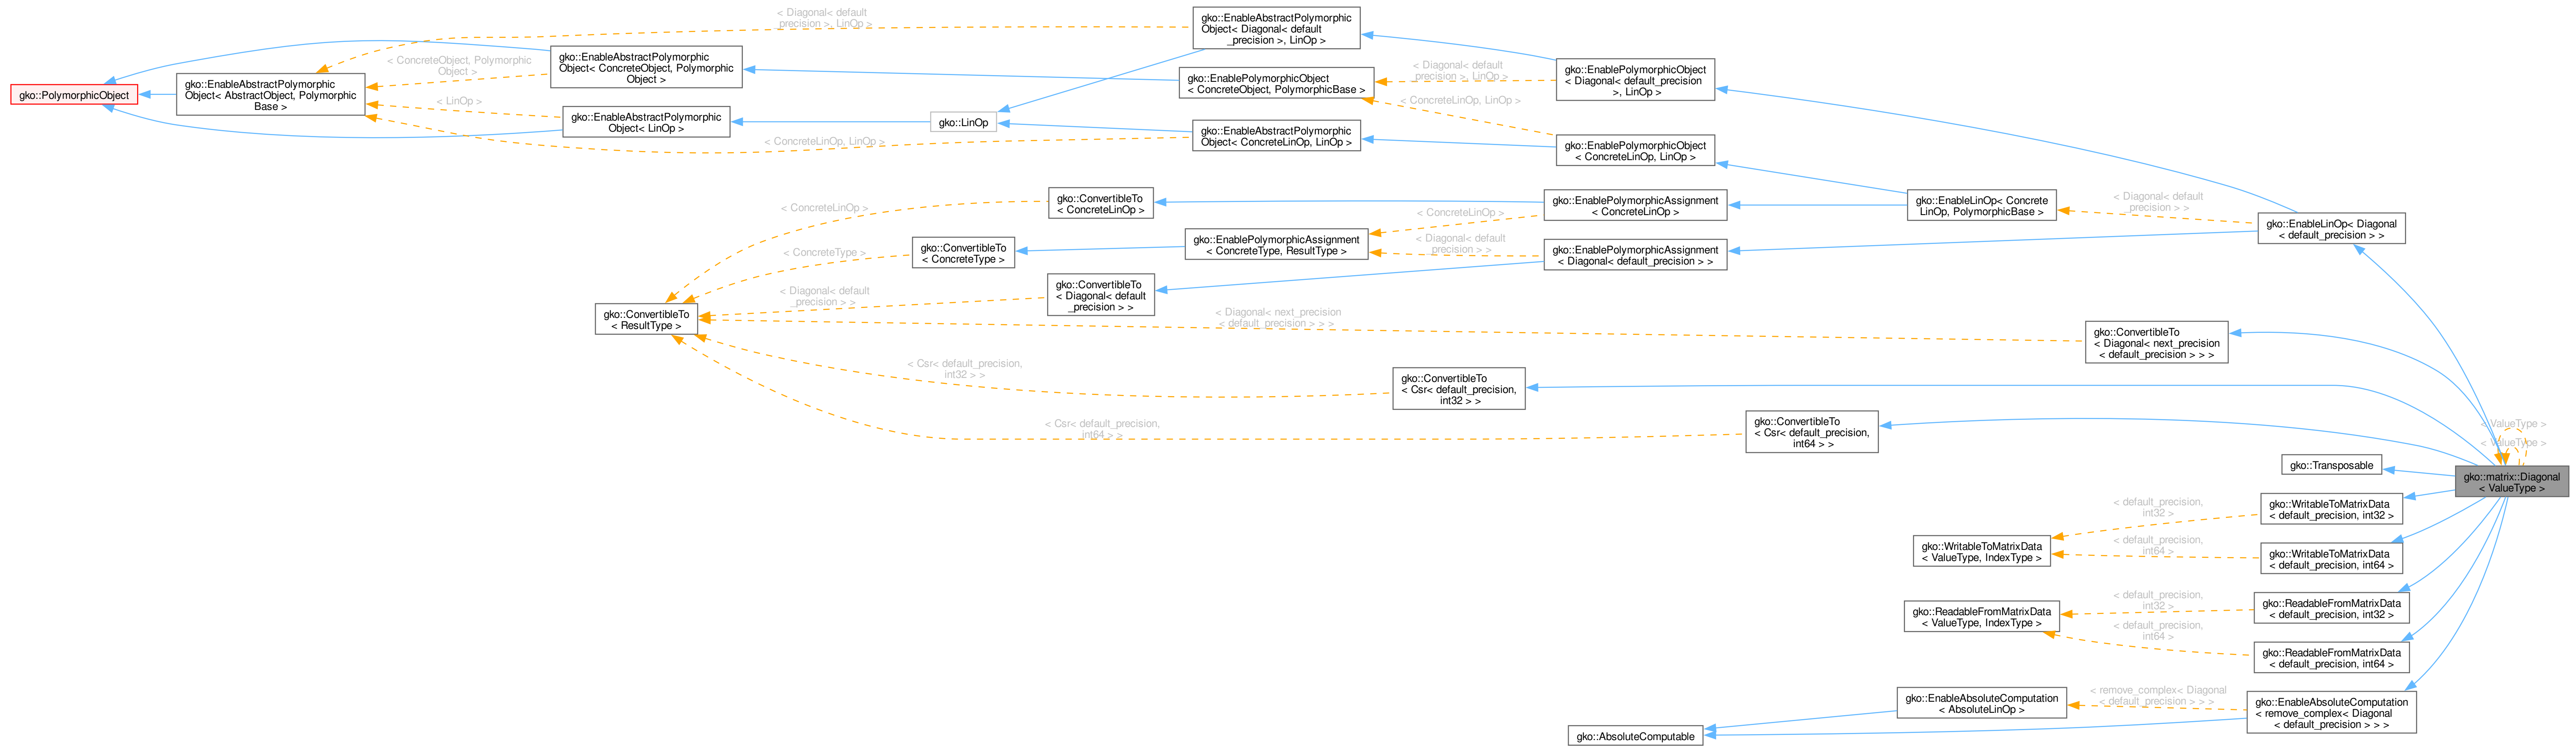 gko::PolymorphicObject
gko::EnableAbstractPolymorphic
Object< AbstractObject, Polymorphic
Base >
< Diagonal< default
_precision >, LinOp >
< ConcreteObject, Polymorphic
Object >
< LinOp >
< ConcreteLinOp, LinOp >
gko::EnableAbstractPolymorphic
Object< ConcreteObject, Polymorphic
Object >
gko::EnableAbstractPolymorphic
Object< LinOp >
gko::LinOp
gko::EnableAbstractPolymorphic
Object< Diagonal< default
_precision >, LinOp >
gko::EnablePolymorphicObject
< ConcreteObject, PolymorphicBase >
gko::EnableAbstractPolymorphic
Object< ConcreteLinOp, LinOp >
< Diagonal< default
_precision >, LinOp >
< ConcreteLinOp, LinOp >
gko::EnablePolymorphicObject
< Diagonal< default_precision
>, LinOp >
gko::EnablePolymorphicObject
< ConcreteLinOp, LinOp >
gko::ConvertibleTo
< ResultType >
< ConcreteLinOp >
< ConcreteType >
< Diagonal< default
_precision > >
gko::ConvertibleTo
< ConcreteLinOp >
gko::ConvertibleTo
< ConcreteType >
gko::ConvertibleTo
< Diagonal< default
_precision > >
gko::EnablePolymorphicAssignment
< ConcreteType, ResultType >
< ConcreteLinOp >
< Diagonal< default
_precision > >
gko::EnablePolymorphicAssignment
< ConcreteLinOp >
gko::EnablePolymorphicAssignment
< Diagonal< default_precision > >
gko::EnableLinOp< Concrete
LinOp, PolymorphicBase >
< Diagonal< default
_precision > >
gko::EnableLinOp< Diagonal
< default_precision > >
< Diagonal< next_precision
< default_precision > > >
gko::ConvertibleTo
< Diagonal< next_precision
< default_precision > > >
< Csr< default_precision,
int32 > >
gko::ConvertibleTo
< Csr< default_precision,
int32 > >
< Csr< default_precision,
int64 > >
gko::ConvertibleTo
< Csr< default_precision,
int64 > >
< ValueType >
< ValueType >
gko::matrix::Diagonal
< ValueType >
gko::Transposable
gko::WritableToMatrixData
< ValueType, IndexType >
< default_precision,
int32 >
< default_precision,
int64 >
gko::WritableToMatrixData
< default_precision, int32 >
gko::WritableToMatrixData
< default_precision, int64 >
gko::ReadableFromMatrixData
< ValueType, IndexType >
< default_precision,
int32 >
< default_precision,
int64 >
gko::ReadableFromMatrixData
< default_precision, int32 >
gko::ReadableFromMatrixData
< default_precision, int64 >
gko::EnableAbsoluteComputation
< AbsoluteLinOp >
< remove_complex< Diagonal
< default_precision > > >
gko::EnableAbsoluteComputation
< remove_complex< Diagonal
< default_precision > > >
gko::AbsoluteComputable